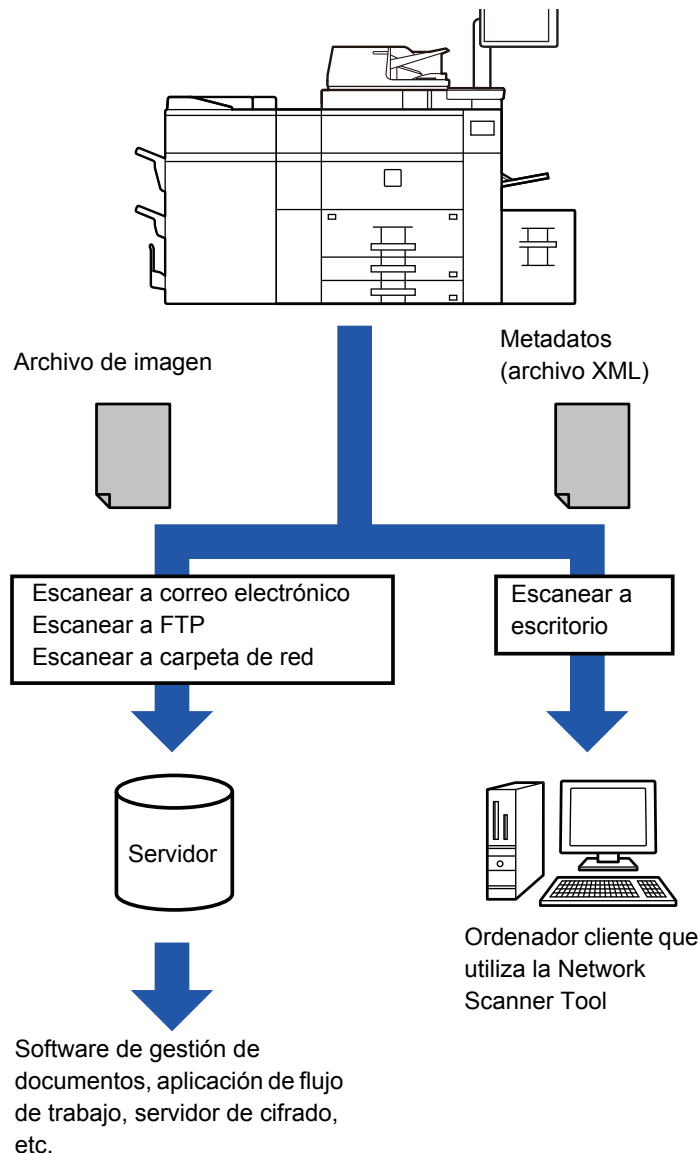 Archivo de imagen
Metadatos
(archivo XML)
Escanear a correo electrónico
Escanear a FTP
Escanear a carpeta de red
Escanear a
escritorio
Servidor
Ordenador cliente que
utiliza la Network
Scanner Tool
Software de gestión de
documentos, aplicación de flujo
de trabajo, servidor de cifrado,
etc.